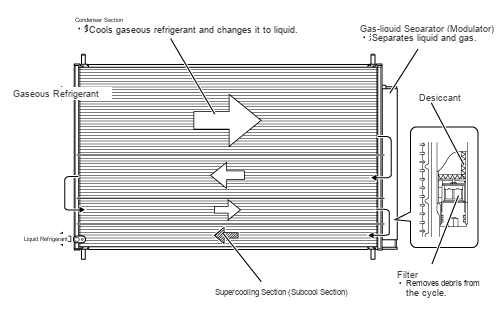 Condenser Section
・Cools gaseous refrigerant and changes it to liquid.
Gas-liquid Separator (Modulator)
・Separates liquid and gas.
Gaseous Refrigerant
Desiccant
Liquid Refrigerant
Supercooling Section (Subcool Section)
Filter
・ Removes debris from
the cycle.